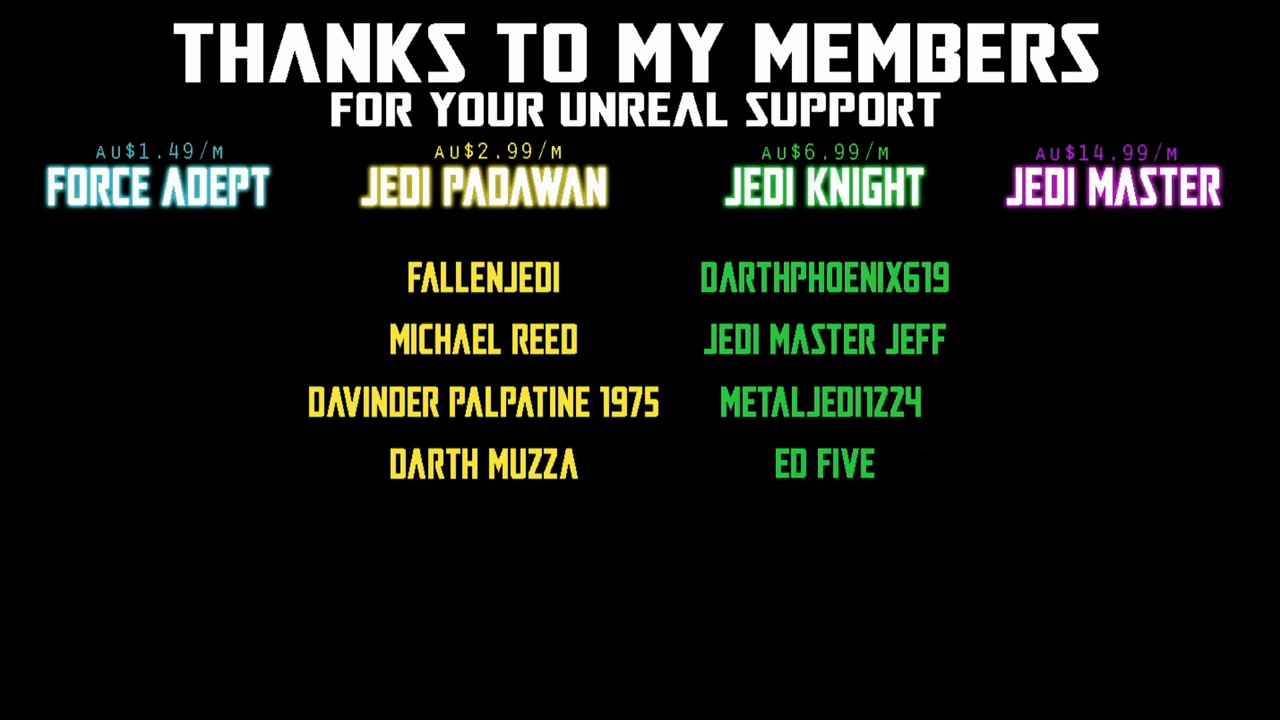 THANKS TO MY MEMBERS
FOR YOUR UNREAL SUPPORT
AU$1.49/M AU$2.99/M AU$6.99/M AU$14.99/M
FORCE ADEPT JEDI PADAWAN JEDI KNIGHT JEDI MASTER
FALLENJEDI DARTHPHOENIX619
MICHAEL REED JEDI MASTER JEFF
DAVINDER PALPATINE 1975 METALJEDI1224
DARTH MUZZA ED FIVE